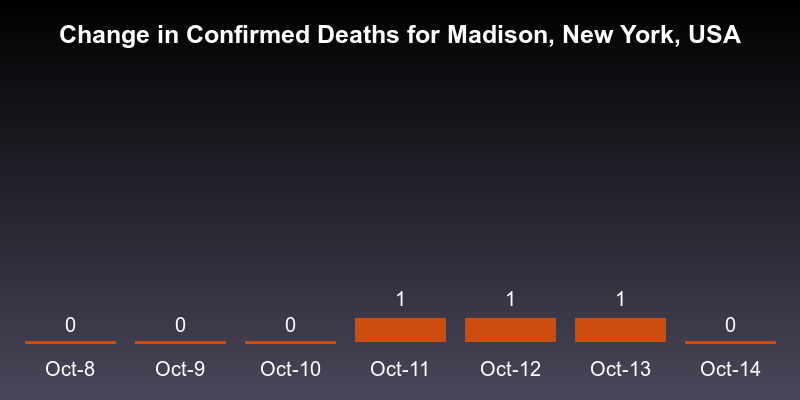 Change in Confirmed Deaths for Madison, New York, USA
1 1 1
0 0 0 0
Oct-8 Oct-9 Oct-10 Oct-11 Oct-12 Oct-13 Oct-14